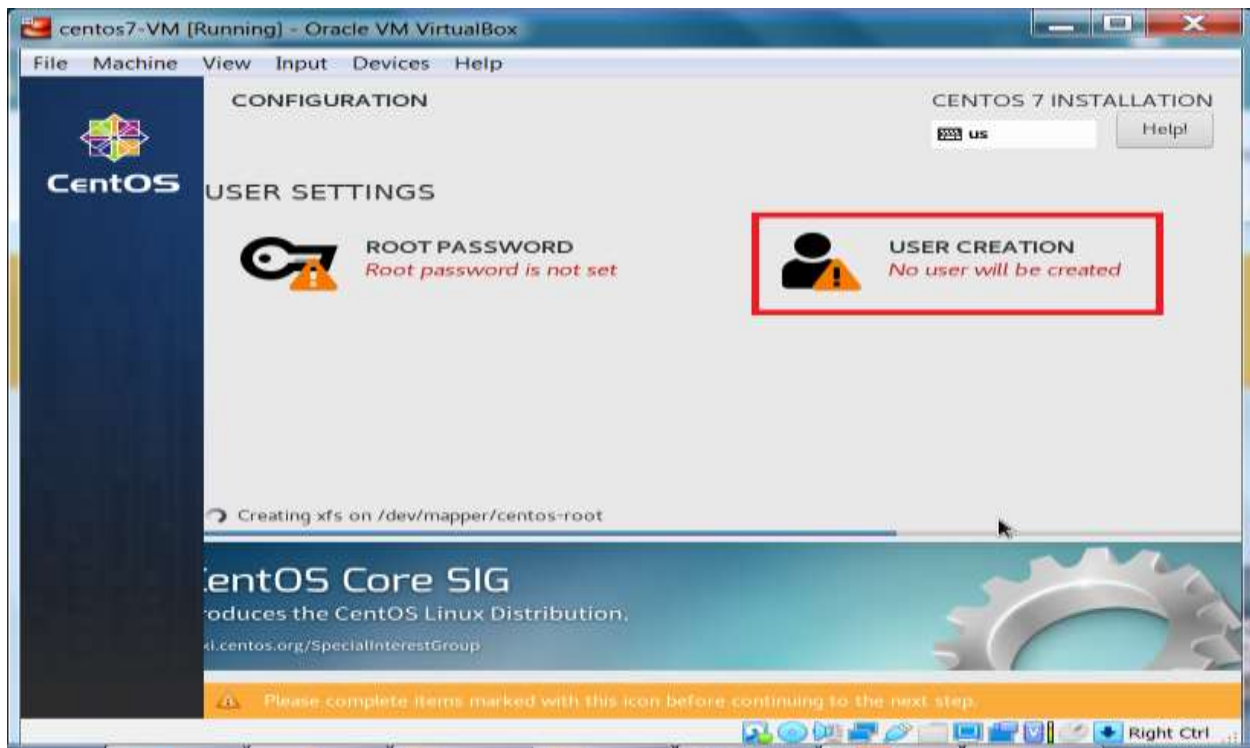 centos7-VM [Running] - Oracle VM VirtualBox
File Machine View Input Devices Help
CONFIGURATION
CENTOS 7 INSTALLATION
us
Help!
CentOS
USER SETTINGS
ROOT PASSWORD
Root password is not set
USER CREATION
No user will be created
Creating xfs on /dev/mapper/centos-root
entOS Core SIG
roduces the CentOS Linux Distribution.
ki.centos.org/SpecialInterestGroup
Please complete items marked with this icon before continuing to the next step.
Right Ctrl